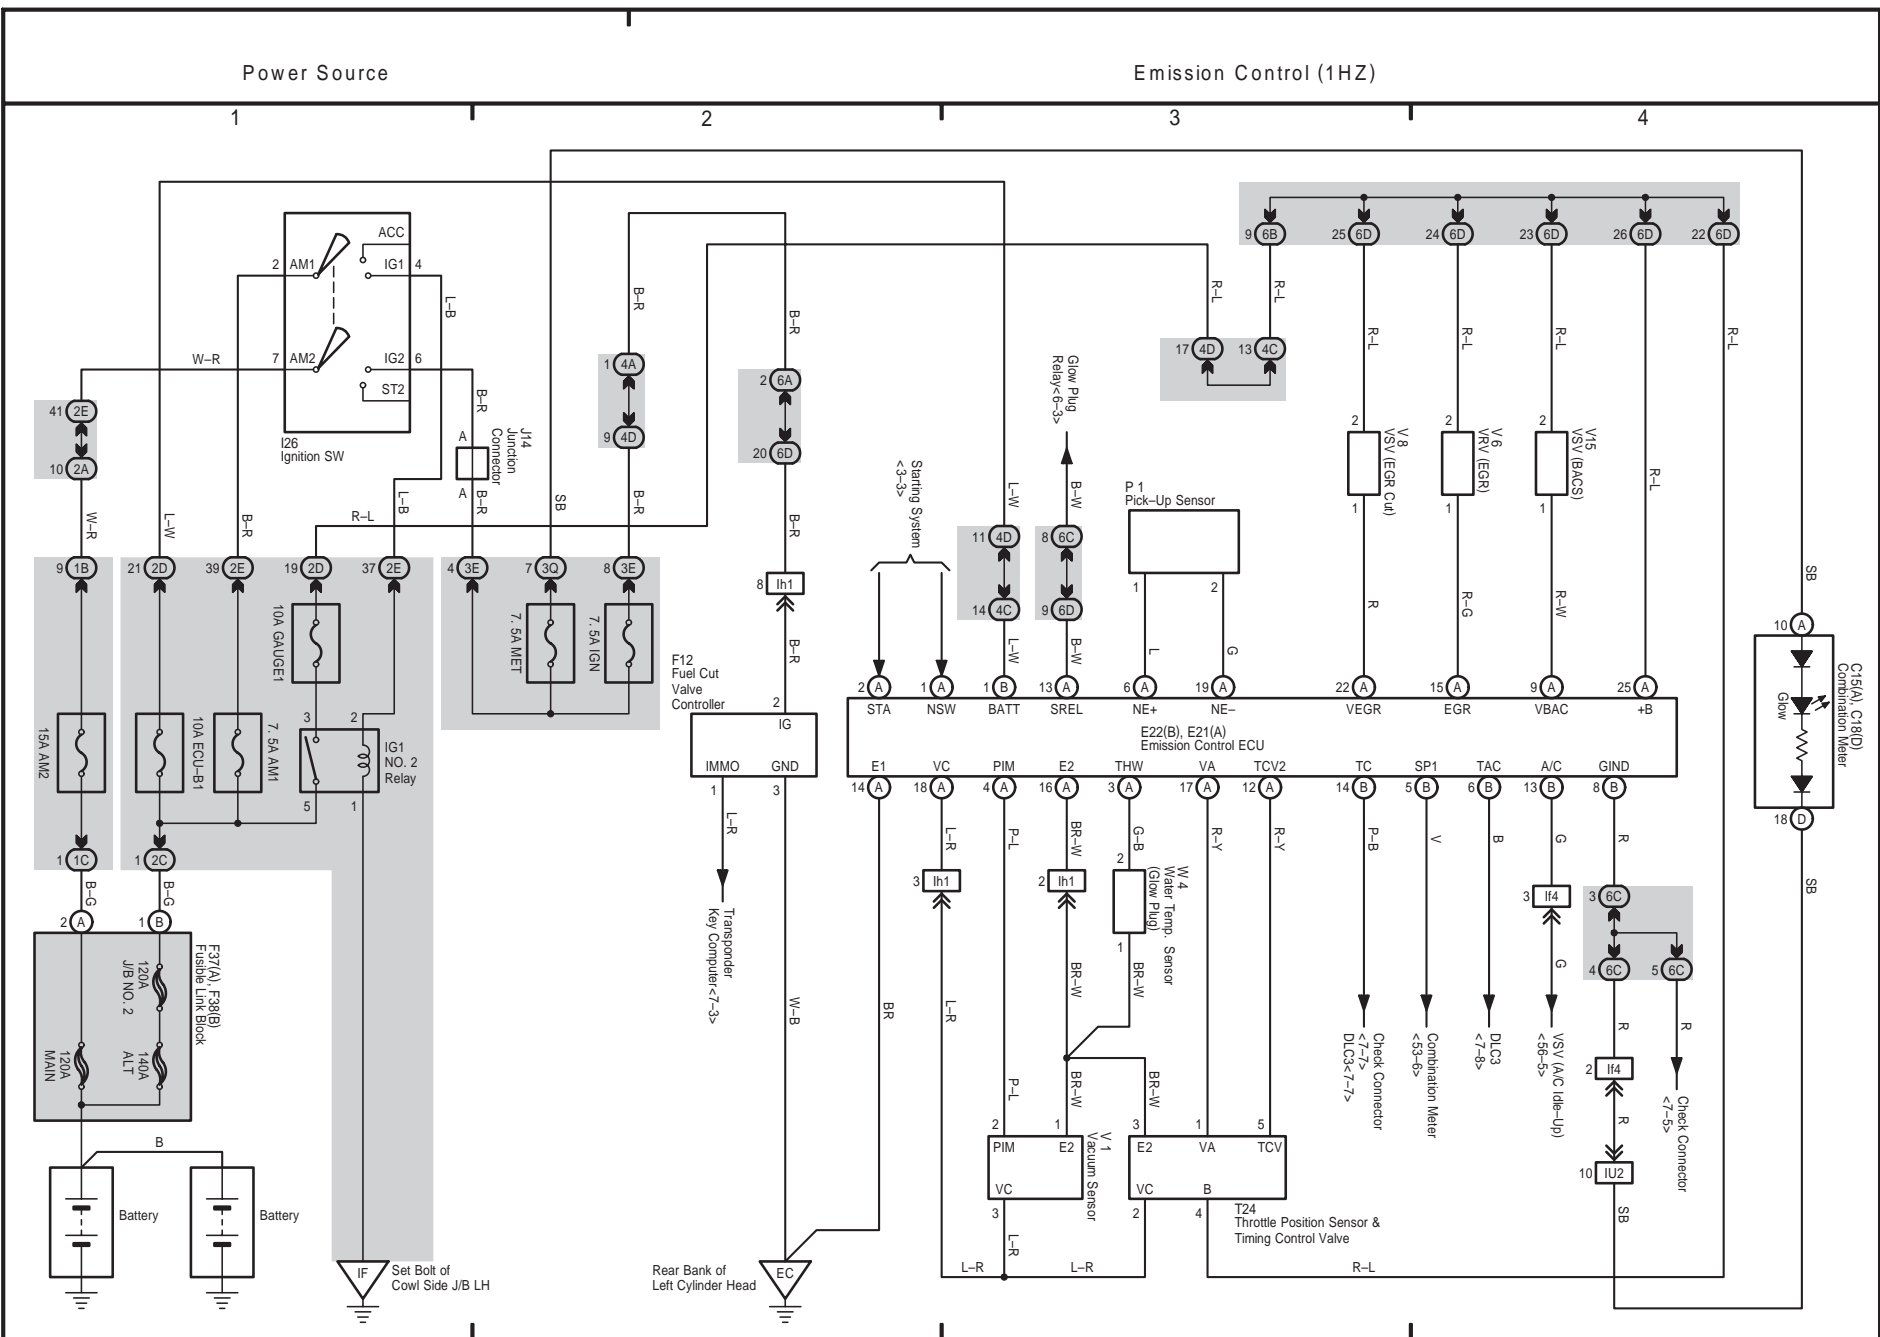 Power Source
Emission Control (1HZ)
1
2
3
4
ACC
2 AM1
IG1 4
7 AM2
IG2 6
ST2
I26
Ignition SW
W–R
L–B
B–R
A
J14
Junction
Connector
A
B–R
41 2E
10 2A
W–R
L–W
B–R
R–L
L–B
SB
B–R
1 4A
9 4D
B–R
B–R
2 6A
20 6D
B–R
8 Ih1
B–R
9 1B
21 2D
39 2E
19 2D
37 2E
4 3E
7 3Q
8 3E
10A GAUGE1
7. 5A MET
7. 5A IGN
15A AM2
10A ECU–B1
7. 5A AM1
3
2
IG1
NO. 2
Relay
5
1
1 1C
1 2C
B–G
B–G
2 A
1 B
F37(A), F38(B)
Fusible Link Block
120A
J/B NO. 2
120A
MAIN
140A
ALT
B
Battery
Battery
IF
Set Bolt of
Cowl Side J/B LH
F12
Fuel Cut
Valve
Controller
2
IG
IMMO
GND
1
3
L–R
Transponder
Key Computer<7–3>
W–B
BR
Rear Bank of
Left Cylinder Head
EC
Starting System
<3–3>
L–W
11 4D
14 4C
L–W
Glow Plug
Relay<6–3>
B–W
8 6C
9 6D
B–W
P 1
Pick–Up Sensor
1
2
L
G
R–L
R–L
17 4D
13 4C
9 6B
25 6D
24 6D
23 6D
26 6D
22 6D
R–L
R–L
R–L
R–L
R–L
2
V 8
VSV (EGR Cut)
1
R
2
V 6
VRV (EGR)
1
R–G
2
V15
VSV (BACS)
1
R–W
SB
2 A
1 A
1 B
13 A
6 A
19 A
22 A
15 A
9 A
25 A
STA
NSW
BATT
SREL
NE+
NE–
VEGR
EGR
VBAC
+B
E22(B), E21(A)
Emission Control ECU
E1
VC
PIM
E2
THW
VA
TCV2
TC
SP1
TAC
A/C
GIND
14 A
18 A
4 A
16 A
3 A
17 A
12 A
14 B
5 B
6 B
13 B
8 B
10 A
C15(A), C18(D)
Combination Meter
Glow
18 D
SB
L–R
P–L
BR–W
G–B
R–Y
R–Y
P–B
V
B
G
R
3 Ih1
2 Ih1
2
W 4
Water Temp. Sensor
(Glow Plug)
1
3 If4
3 6C
4 6C
5 6C
L–R
BR–W
BR–W
G
R
R
Check Connector
<7–7>
DLC3<7–7>
Combination Meter
<53–6>
DLC3
<7–8>
VSV (A/C Idle–Up)
<56–5>
2 If4
Check Connector
<7–5>
R
10 IU2
SB
P–L
BR–W
BR–W
2
1
PIM
E2
VC
3
V 1
Vacuum Sensor
3
1
5
E2
VA
TCV
VC
B
2
4
T24
Throttle Position Sensor &
Timing Control Valve
L–R
L–R
L–R
R–L